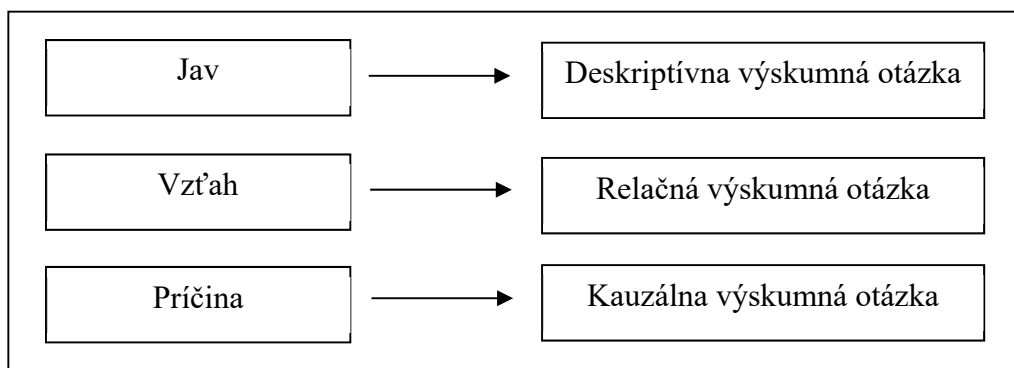 Jav
Deskriptívna výskumná otázka
Vzťah
Relačná výskumná otázka
Príčina
Kauzálna výskumná otázka